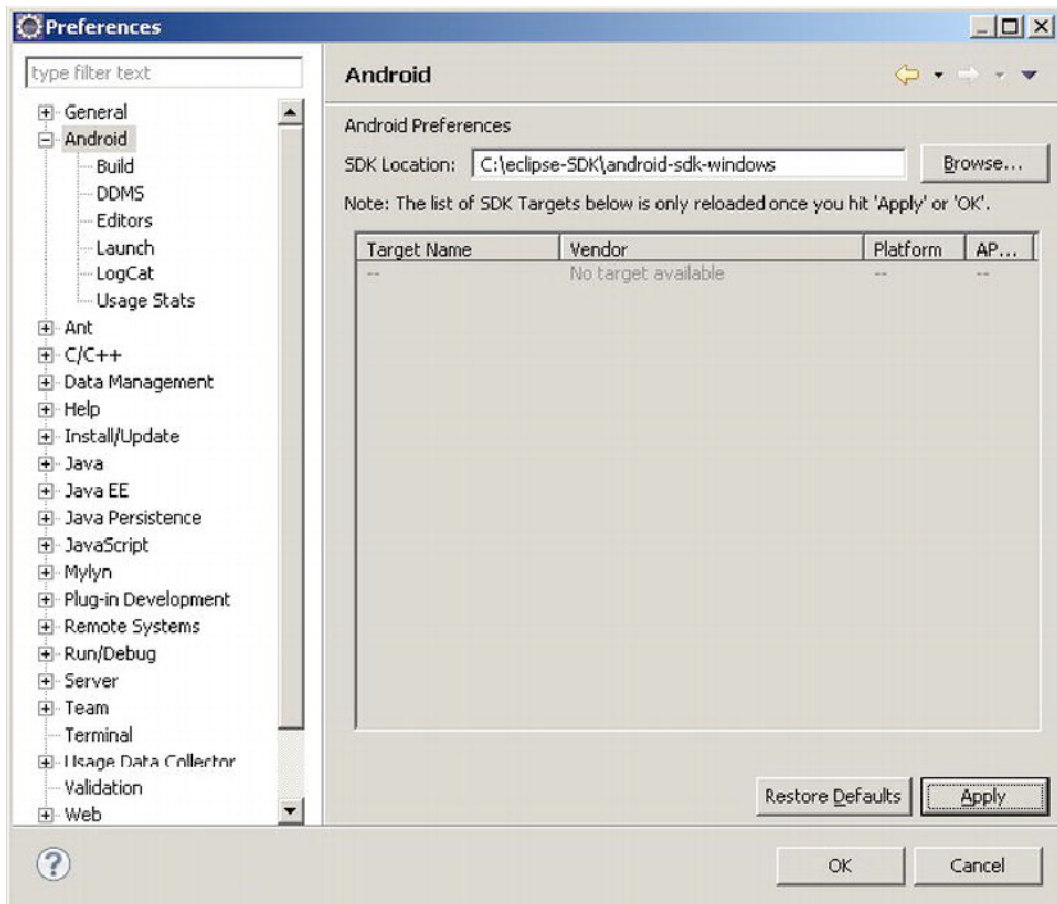 Preferences
type filter text
General
Android
Build
DDMS
Editors
Launch
LogCat
Usage Stats
Ant
C/C++
Data Management
Help
Install/Update
Java
Java EE
Java Persistence
JavaScript
Mylyn
Plug-in Development
Remote Systems
Run/Debug
Server
Team
Terminal
Usage Data Collector
Validation
Web
Android
Android Preferences
SDK Location: C:\eclipse-SDK\android-sdk-windows Browse...
Note: The list of SDK Targets below is only reloaded once you hit 'Apply' or 'OK'.
Target Name Vendor Platform AP...
-- No target available -- --
Restore Defaults Apply
? OK Cancel